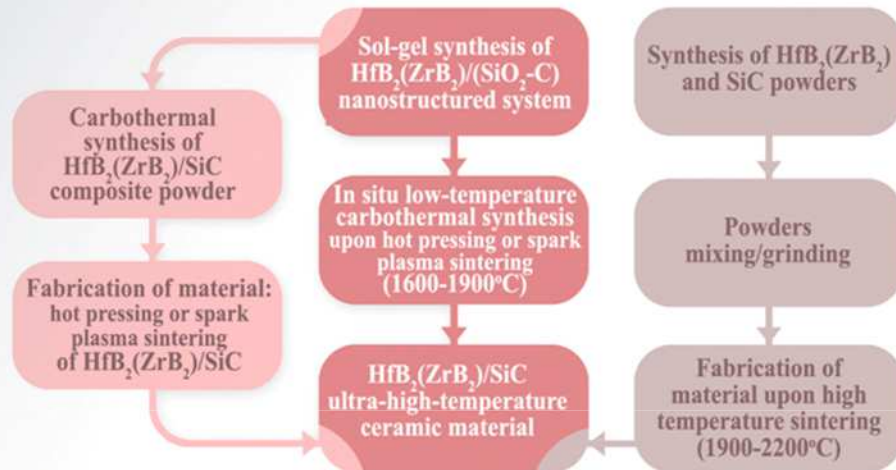 Sol-gel synthesis of
HfB₂(ZrB₂)/(SiO₂-C)
nanostructured system
Synthesis of HfB₂(ZrB₂)
and SiC powders
Carbothermal
synthesis of
HfB₂(ZrB₂)/SiC
composite powder
In situ low-temperature
carbothermal synthesis
upon hot pressing or spark
plasma sintering
(1600-1900°C)
Powders
mixing/grinding
Fabrication of material:
hot pressing or spark
plasma sintering
of HfB₂(ZrB₂)/SiC
HfB₂(ZrB₂)/SiC
ultra-high-temperature
ceramic material
Fabrication of
material upon high
temperature sintering
(1900-2200°C)